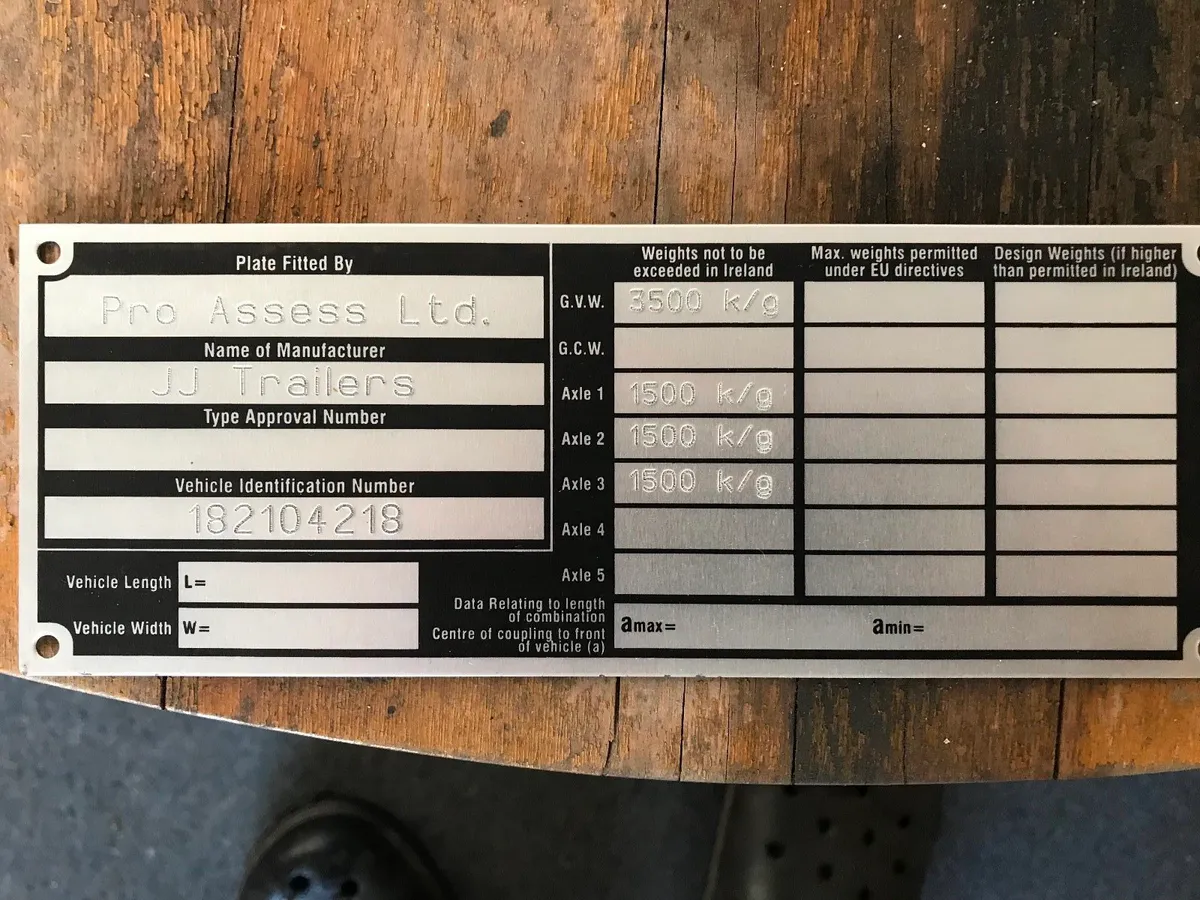 Plate Fitted By
Pro Assess Ltd.
Name of Manufacturer
JJ Trailers
Type Approval Number
Vehicle Identification Number
182104218
Vehicle Length L=
Vehicle Width W=
Weights not to be
exceeded in Ireland
Max. weights permitted
under EU directives
Design Weights (if higher
than permitted in Ireland)
G.V.W. 3500 k/g
G.C.W.
Axle 1 1500 k/g
Axle 2 1500 k/g
Axle 3 1500 k/g
Axle 4
Axle 5
Data Relating to length
of combination
Centre of coupling to front
of vehicle (a)
amax= amin=